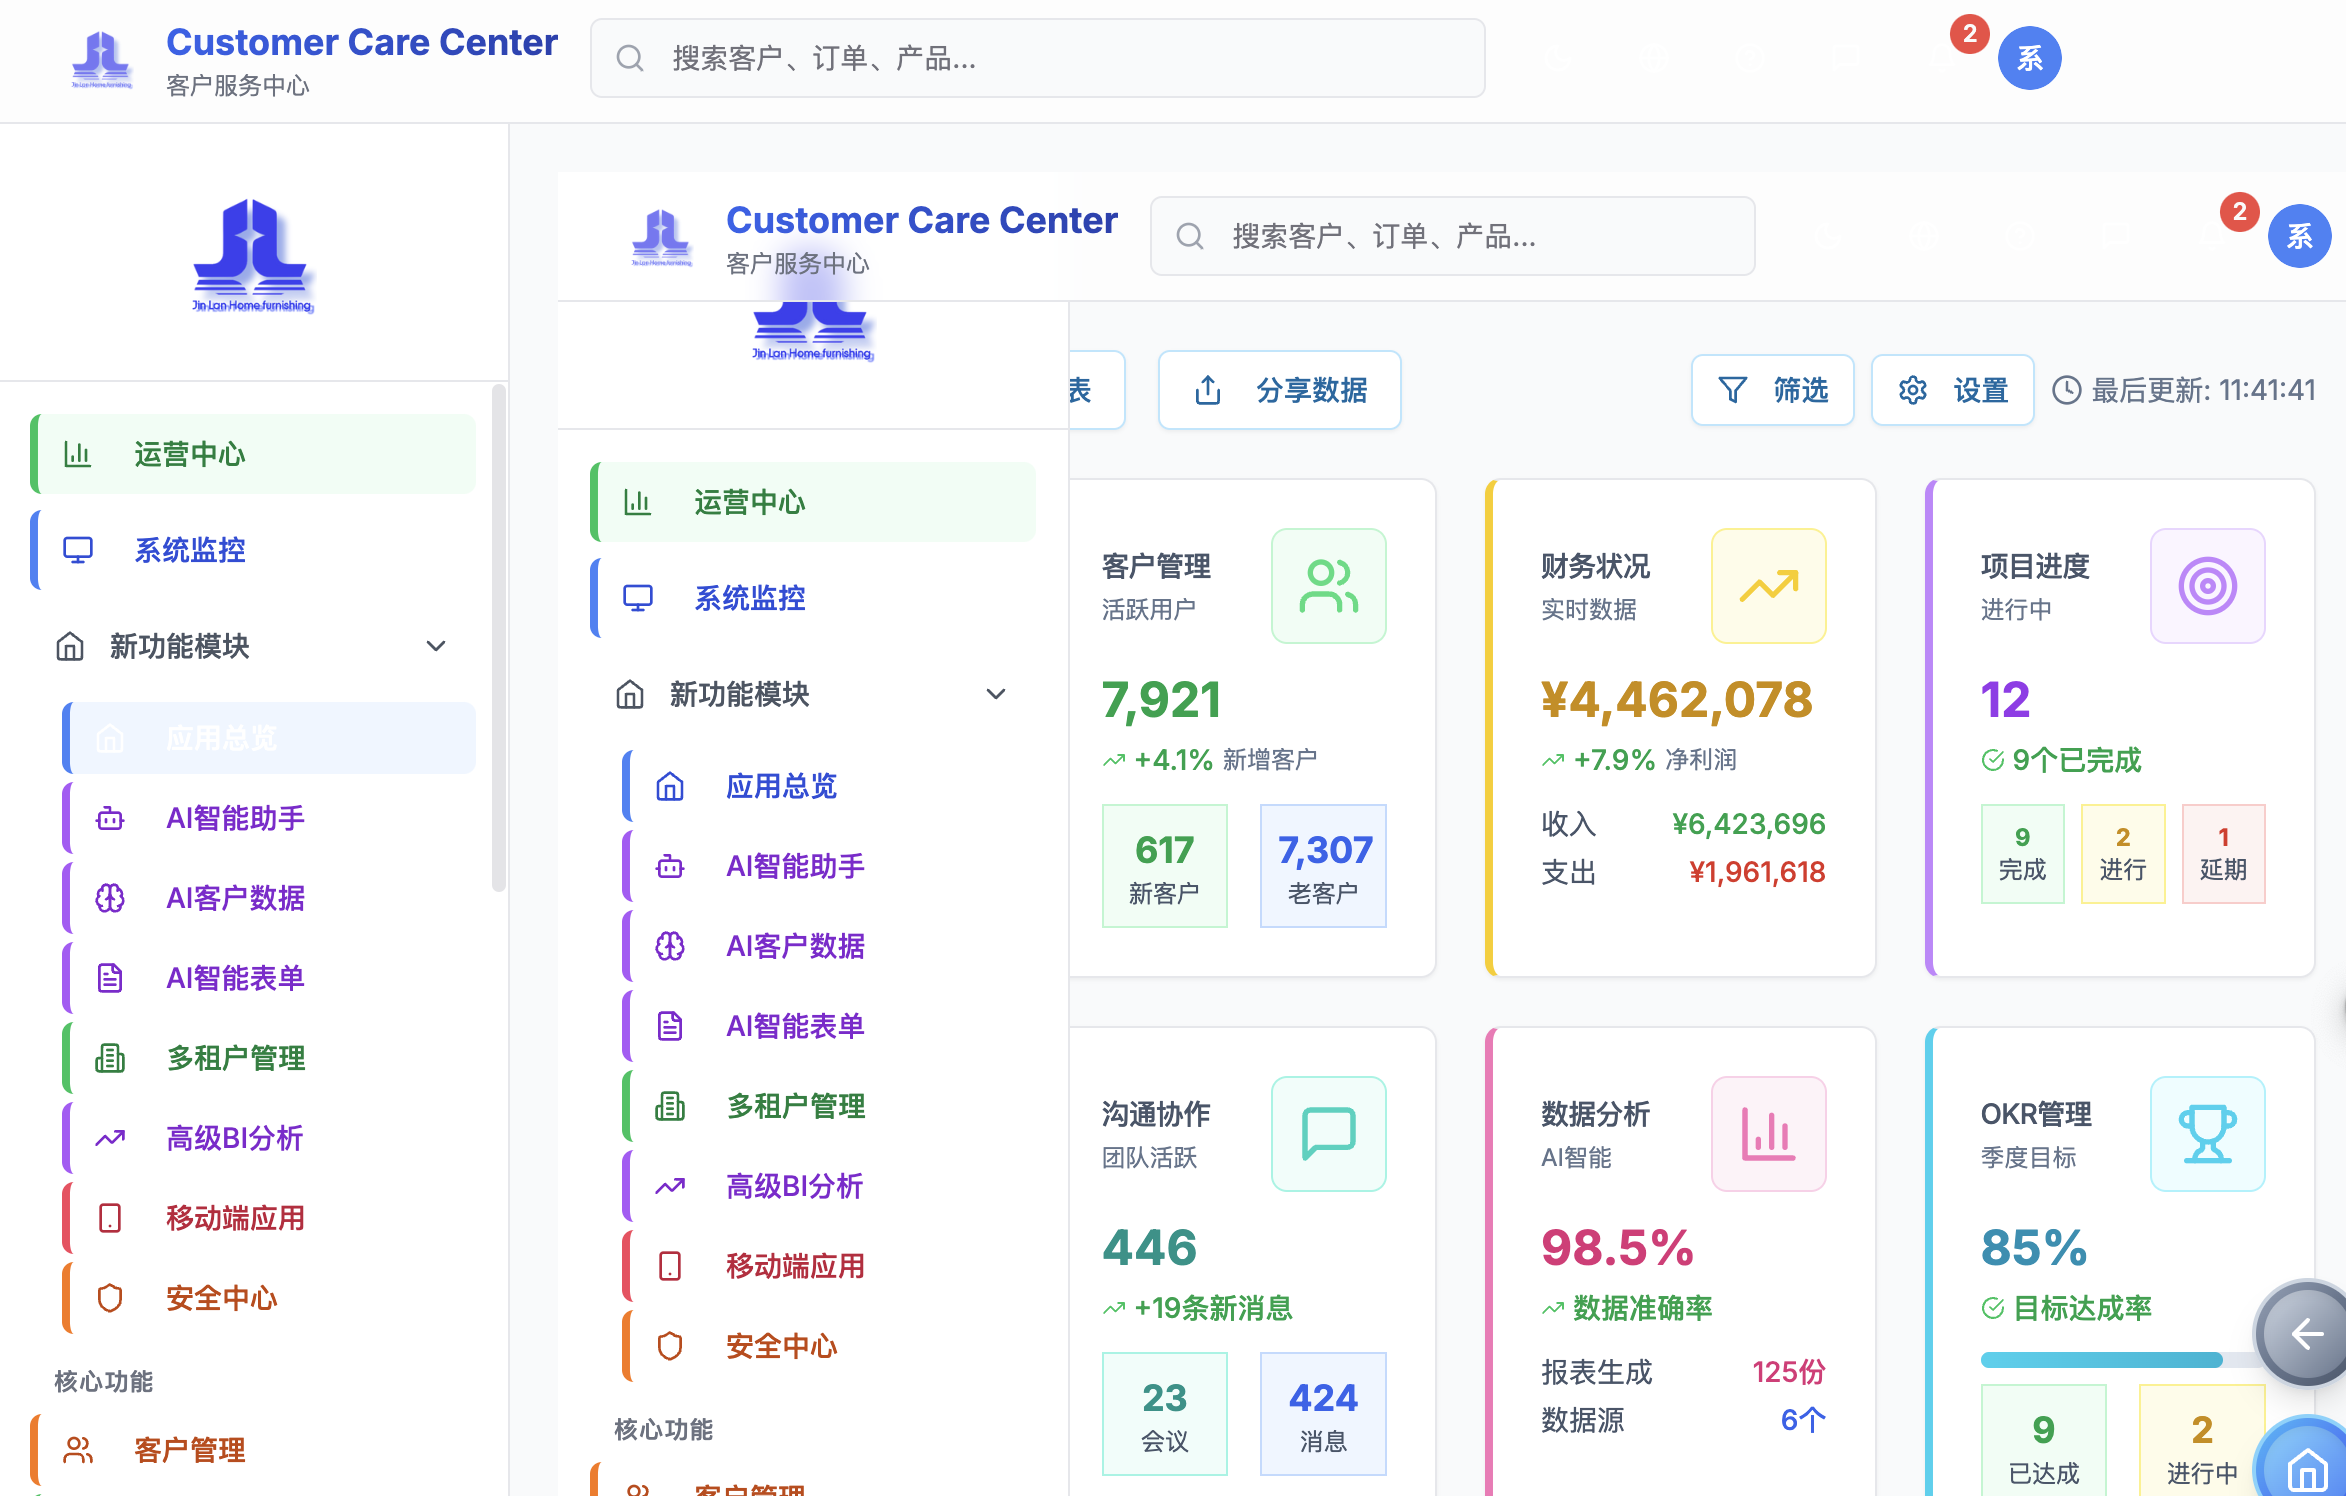 Customer Care Center
客户服务中心
搜索客户、订单、产品...
2
系
Jin Lan Home furnishing
运营中心
系统监控
新功能模块
应用总览
AI智能助手
AI客户数据
AI智能表单
多租户管理
高级BI分析
移动端应用
安全中心
核心功能
客户管理
Customer Care Center
客户服务中心
搜索客户、订单、产品...
2
系
Jin Lan Home furnishing
运营中心
系统监控
新功能模块
应用总览
AI智能助手
AI客户数据
AI智能表单
多租户管理
高级BI分析
移动端应用
安全中心
核心功能
客户管理
表
分享数据
筛选
设置
最后更新: 11:41:41
客户管理
活跃用户
7,921
+4.1% 新增客户
617
新客户
7,307
老客户
财务状况
实时数据
¥4,462,078
+7.9% 净利润
收入 ¥6,423,696
支出 ¥1,961,618
项目进度
进行中
12
9个已完成
9
完成
2
进行
1
延期
沟通协作
团队活跃
446
+19条新消息
23
会议
424
消息
数据分析
AI智能
98.5%
数据准确率
报表生成 125份
数据源 6个
OKR管理
季度目标
85%
目标达成率
9
已达成
2
进行中